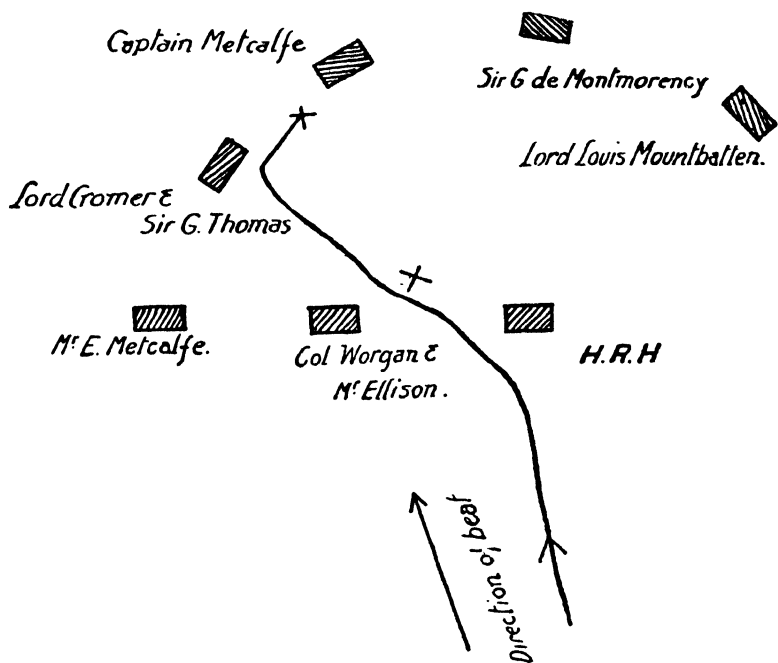 Captain Metcalfe
Sir G de Montmorency
Lord Louis Mountbatten.
Lord Cromer &
Sir G. Thomas
Mr E. Metcalfe.
Col Worgan &
Mr Ellison.
H.R.H
Direction of beat